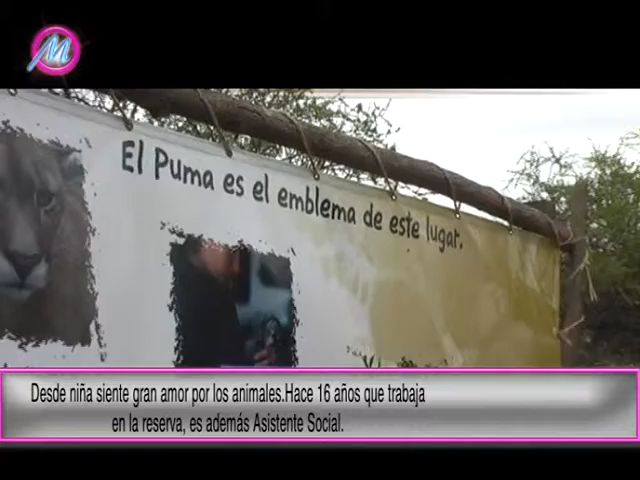 M
El Puma es el emblema de este lugar.
Desde niña siente gran amor por los animales.Hace 16 años que trabaja
en la reserva, es además Asistente Social.